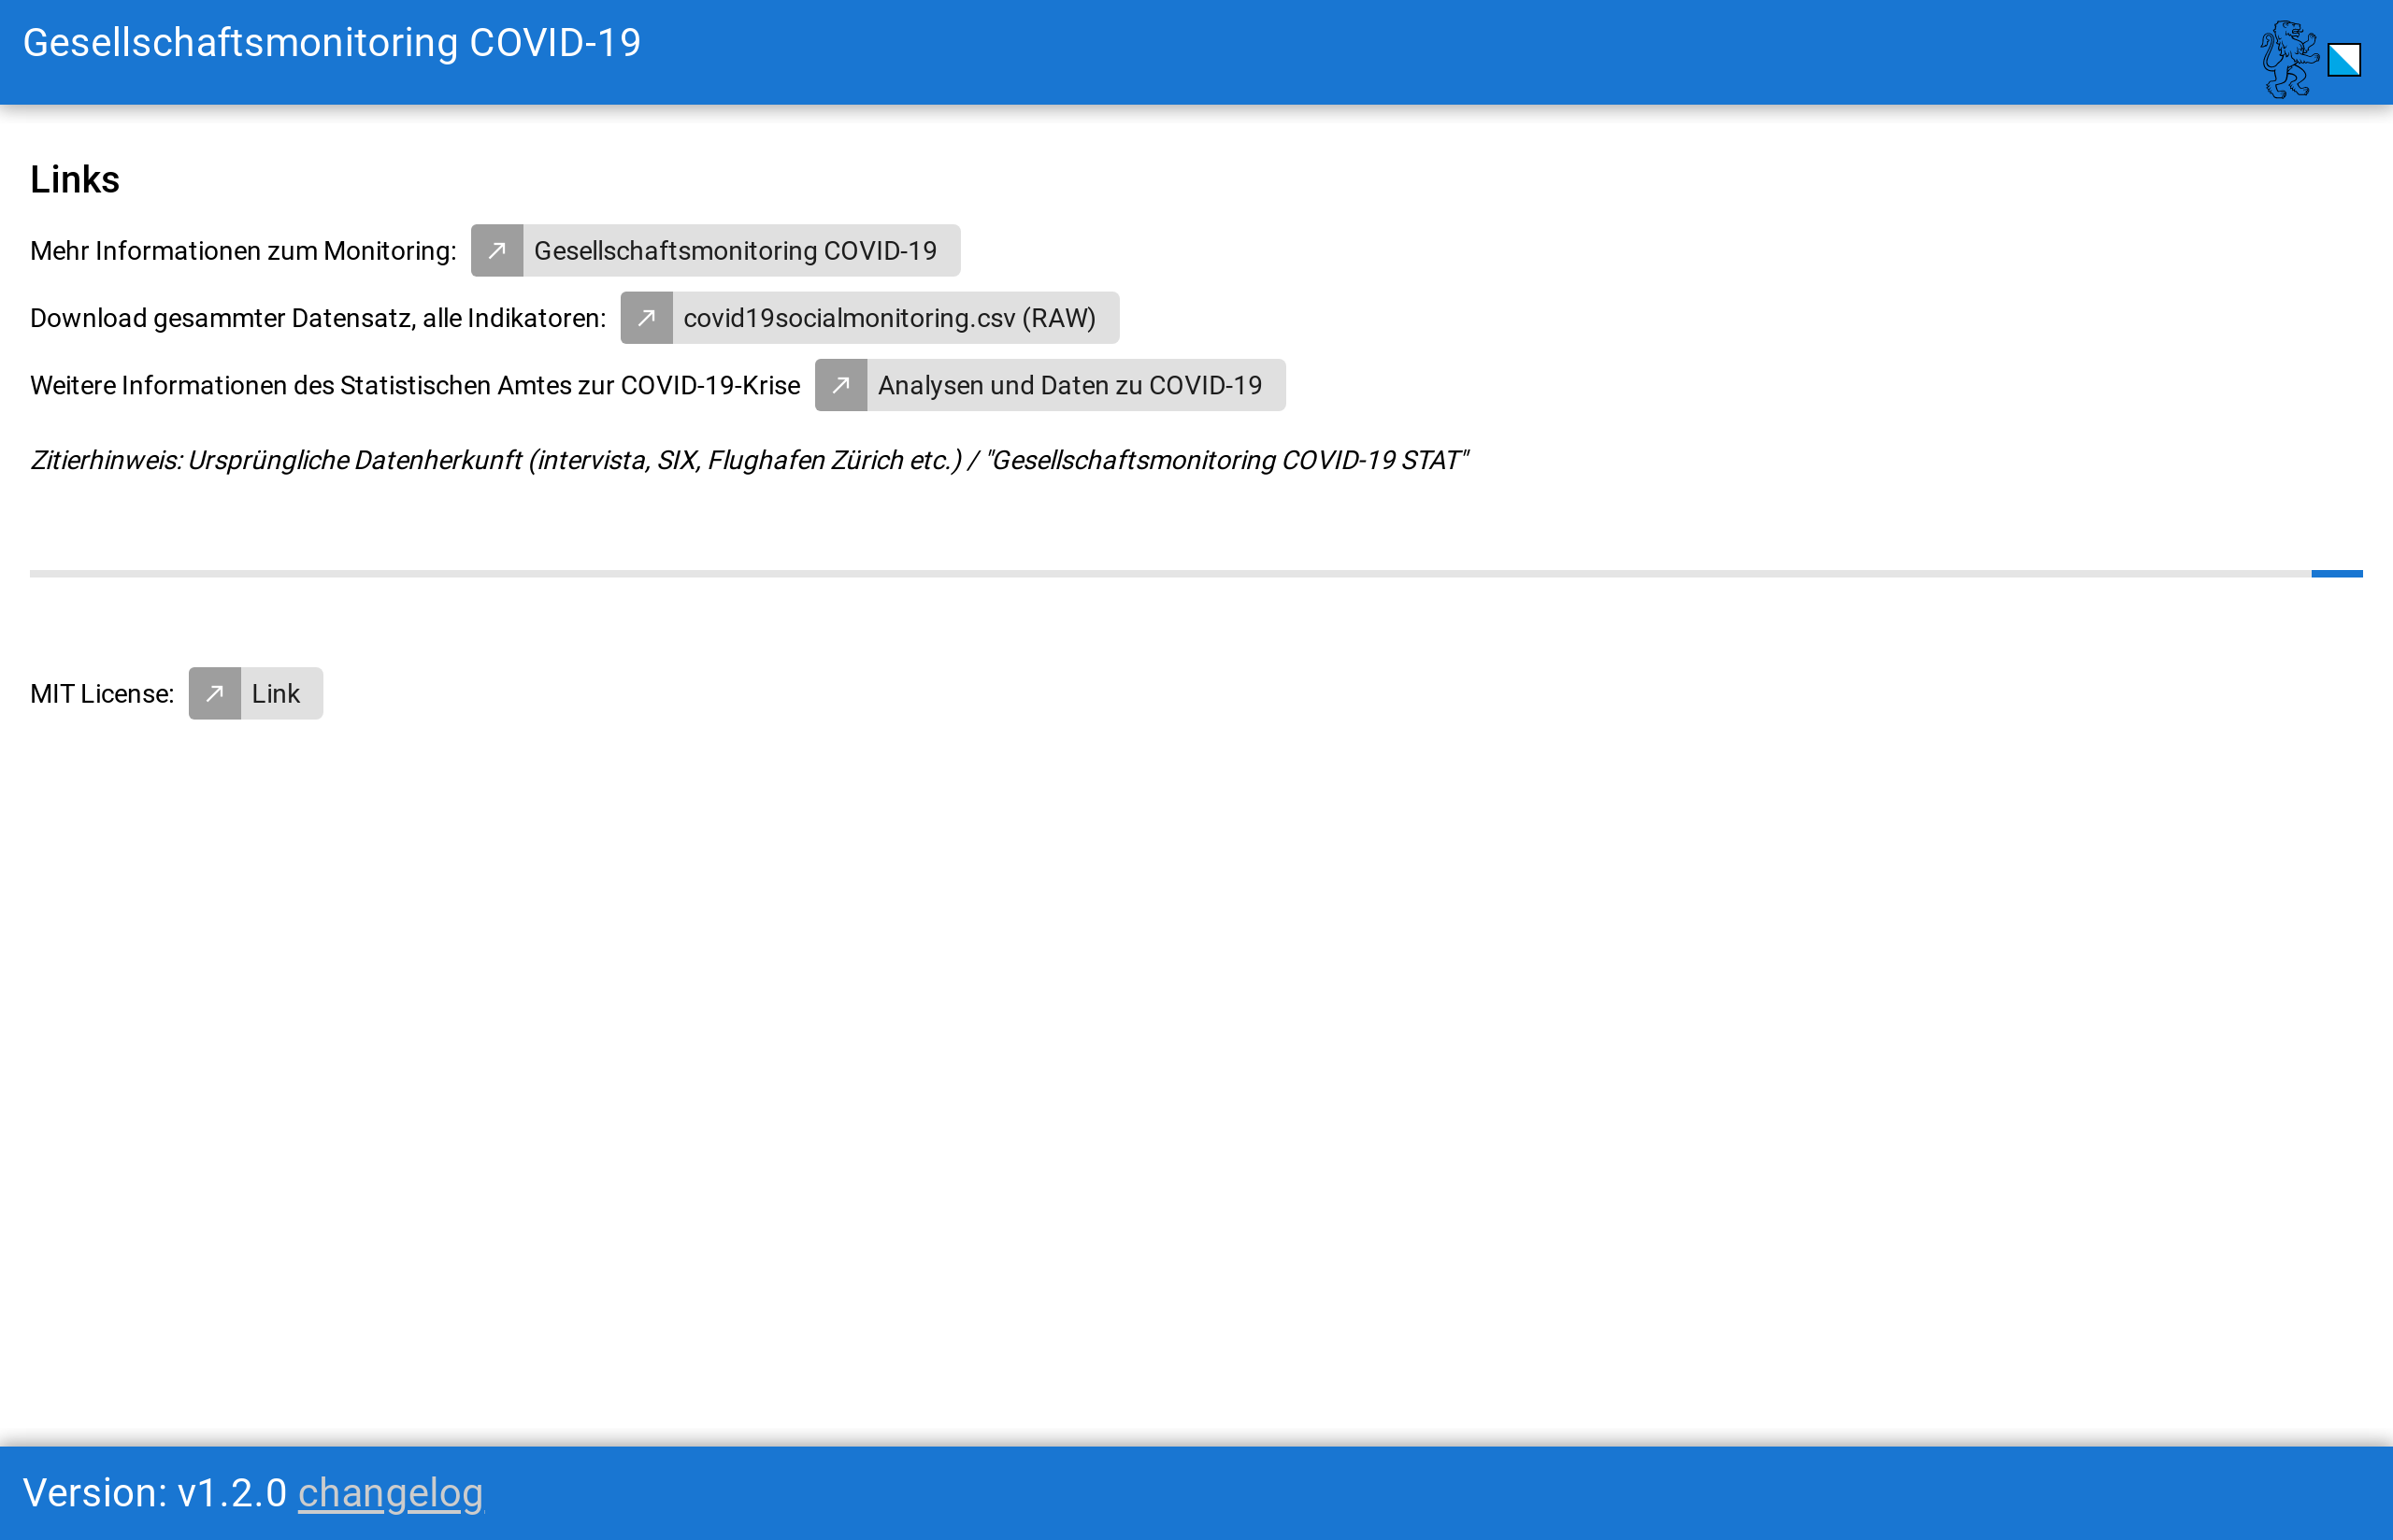 Gesellschaftsmonitoring COVID-19
Links
Mehr Informationen zum Monitoring: Gesellschaftsmonitoring COVID-19
Download gesammter Datensatz, alle Indikatoren: covid19socialmonitoring.csv (RAW)
Weitere Informationen des Statistischen Amtes zur COVID-19-Krise Analysen und Daten zu COVID-19
Zitierhinweis: Ursprüngliche Datenherkunft (intervista, SIX, Flughafen Zürich etc.) / "Gesellschaftsmonitoring COVID-19 STAT"
MIT License: Link
Version: v1.2.0 changelog